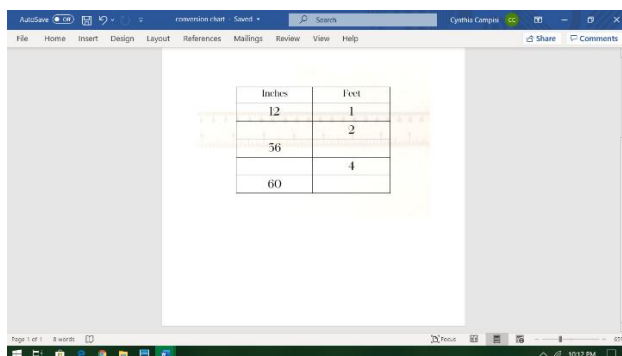 AutoSave Off conversion chart - Saved Search Cynthia Campisi CC
File Home Insert Design Layout References Mailings Review View Help Share Comments
Inches Feet
12 1
2
36
4
60
Page 1 of 1 8 words Focus
10:12 PM